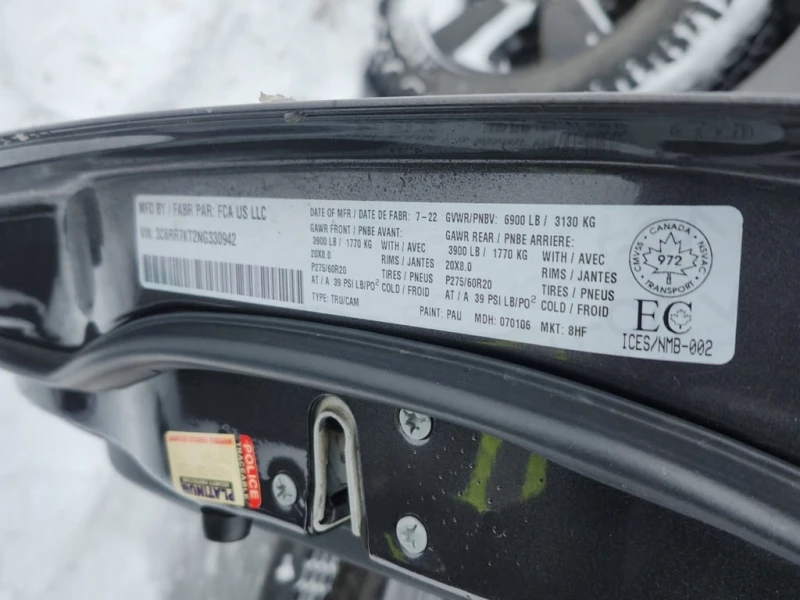 MFD BY / FABR PAR: FCA US LLC
VIN: 3C6RR7KT2NG330942
DATE OF MFR / DATE DE FABR: 7-22
GVWR/PNBV: 6900 LB / 3130 KG
GAWR FRONT / PNBE AVANT:
3900 LB / 1770 KG WITH / AVEC
20X8.0 RIMS / JANTES
P275/60R20 TIRES / PNEUS
AT / A 39 PSI LB/PO² COLD / FROID
TYPE: TRU/CAM
GAWR REAR / PNBE ARRIERE:
3900 LB / 1770 KG WITH / AVEC
20X8.0 RIMS / JANTES
P275/60R20 TIRES / PNEUS
AT / A 39 PSI LB/PO² COLD / FROID
PAINT: PAU MDH: 070106 MKT: 8HF
CANADA
CMVSS 972 NSVAC
TRANSPORT
EC
ICES/NMB-002
POLICE
TRACEABLE
PLATINUM